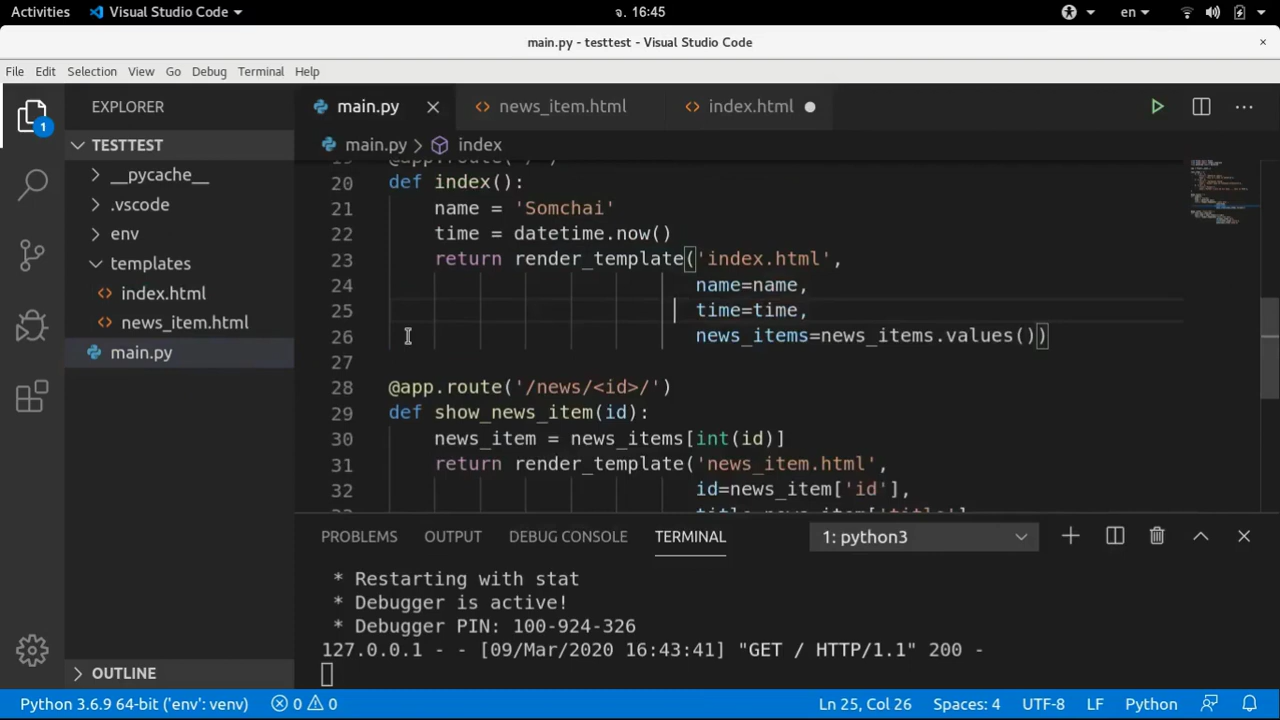 Activities Visual Studio Code จ. 16:45 en
main.py - testtest - Visual Studio Code
File Edit Selection View Go Debug Terminal Help
EXPLORER main.py news_item.html index.html
TESTTEST main.py index
__pycache__
.vscode
env
templates
index.html
news_item.html
main.py
20 def index():
21 name = 'Somchai'
22 time = datetime.now()
23 return render_template('index.html',
24 name=name,
25 time=time,
26 news_items=news_items.values())
27
28 @app.route('/news/<id>/')
29 def show_news_item(id):
30 news_item = news_items[int(id)]
31 return render_template('news_item.html',
32 id=news_item['id'],
PROBLEMS OUTPUT DEBUG CONSOLE TERMINAL 1: python3
* Restarting with stat
* Debugger is active!
* Debugger PIN: 100-924-326
127.0.0.1 - - [09/Mar/2020 16:43:41] "GET / HTTP/1.1" 200 -
OUTLINE
1
Python 3.6.9 64-bit ('env': venv) 0 0 Ln 25, Col 26 Spaces: 4 UTF-8 LF Python